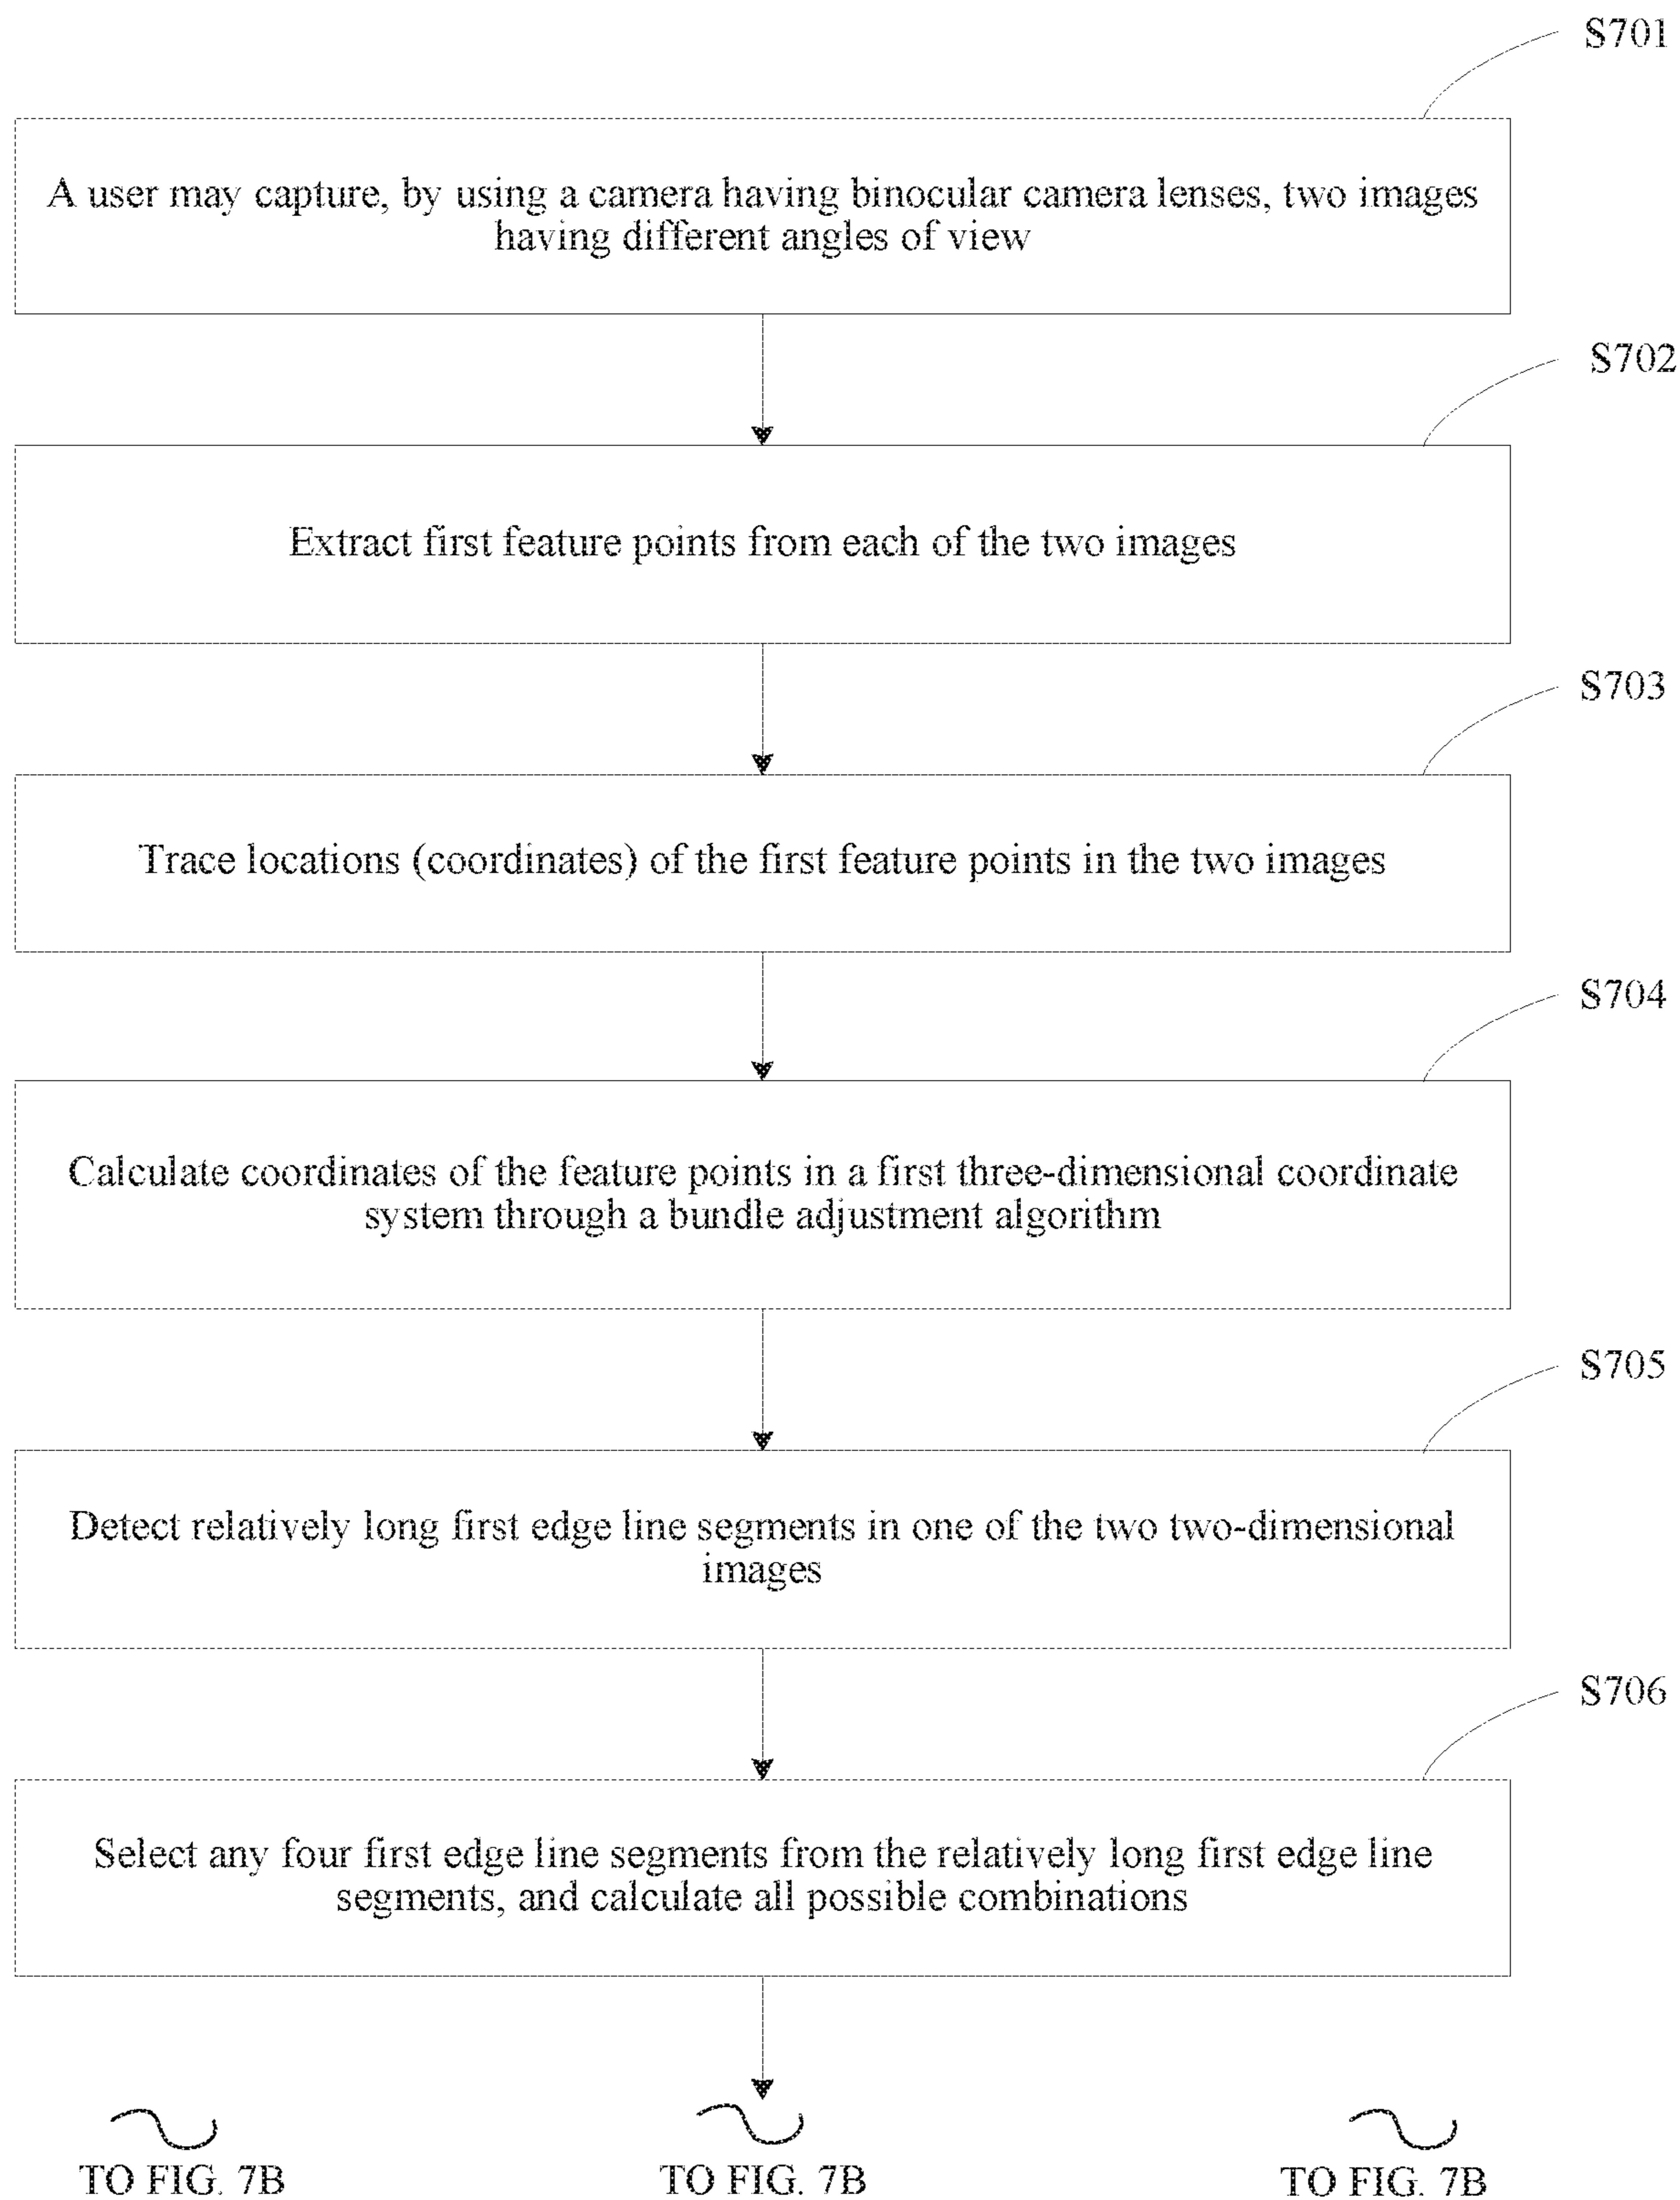 S701
A user may capture, by using a camera having binocular camera lenses, two images
having different angles of view
S702
Extract first feature points from each of the two images
S703
Trace locations (coordinates) of the first feature points in the two images
S704
Calculate coordinates of the feature points in a first three-dimensional coordinate
system through a bundle adjustment algorithm
S705
Detect relatively long first edge line segments in one of the two two-dimensional
images
S706
Select any four first edge line segments from the relatively long first edge line
segments, and calculate all possible combinations
TO FIG. 7B
TO FIG. 7B
TO FIG. 7B